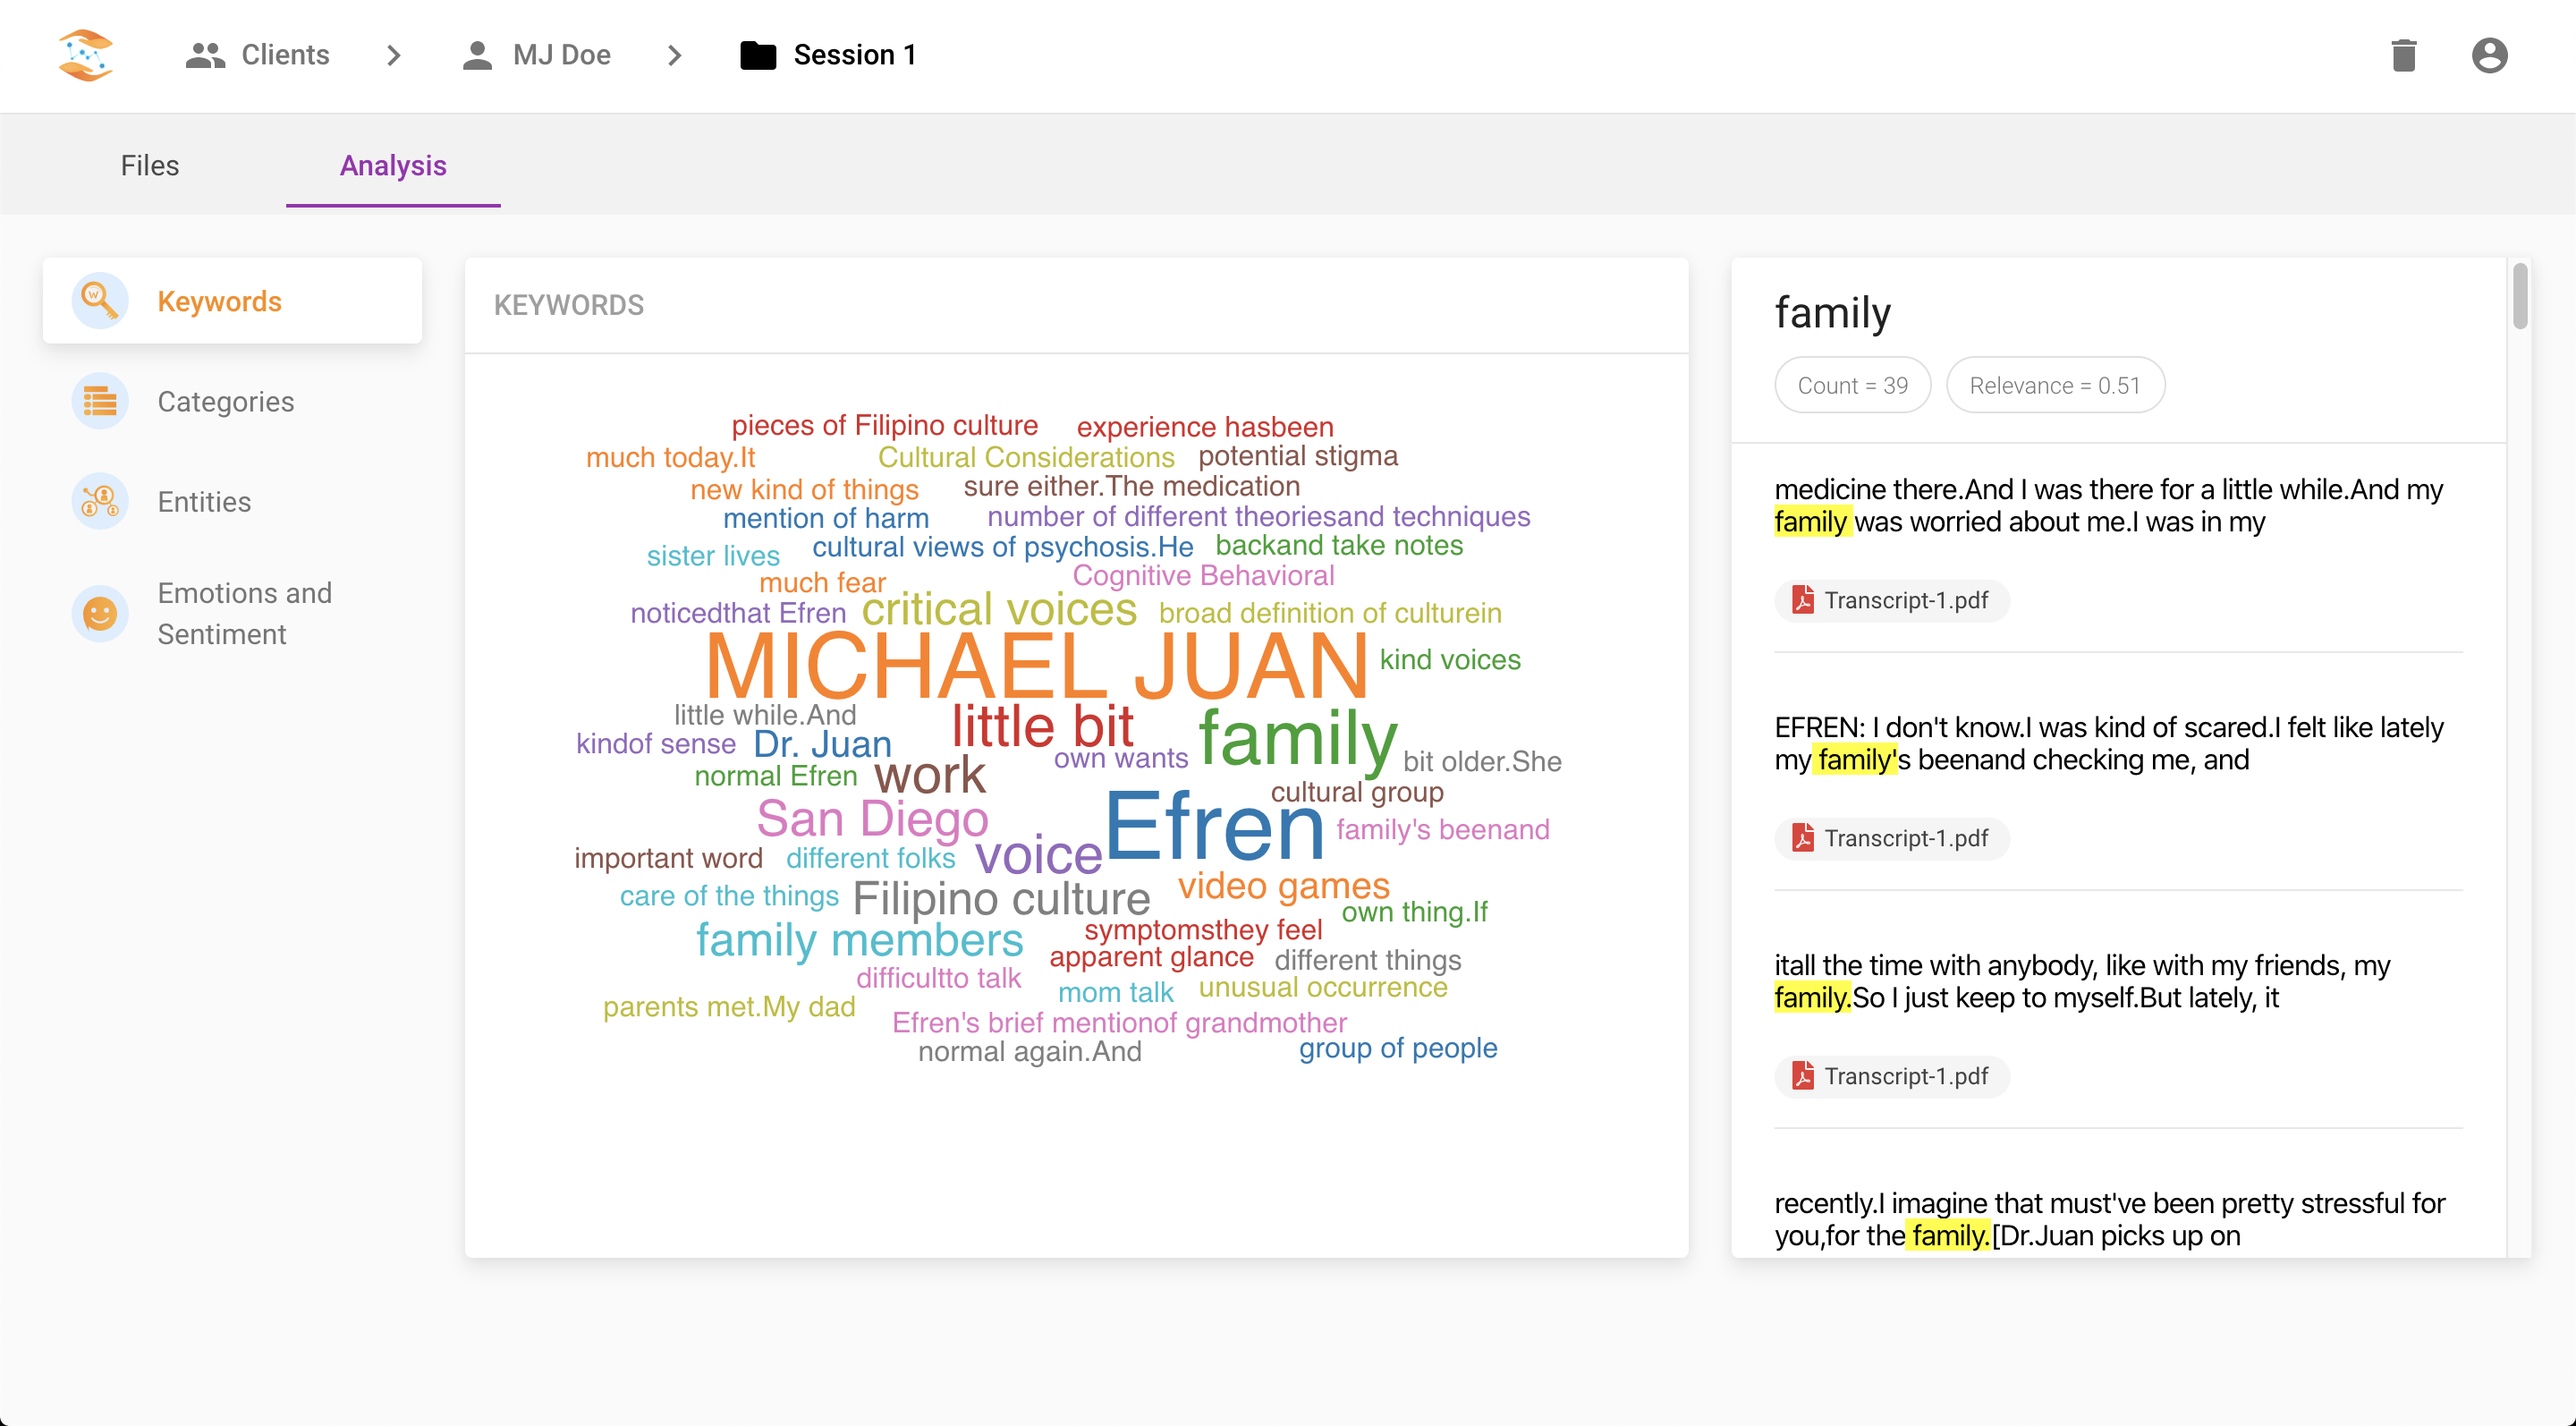 Clients
MJ Doe
Session 1
Files
Analysis
Keywords
Categories
Entities
Emotions and
Sentiment
KEYWORDS
pieces of Filipino culture experience hasbeen
much today.It Cultural Considerations potential stigma
new kind of things sure either.The medication
mention of harm number of different theoriesand techniques
sister lives cultural views of psychosis.He backand take notes
much fear Cognitive Behavioral
noticedthat Efren critical voices broad definition of culturein
MICHAEL JUAN kind voices
little while.And little bit family
kindof sense Dr. Juan own wants bit older.She
normal Efren work cultural group
San Diego Efren family's beenand
important word different folks voice
care of the things Filipino culture video games
own thing.If
family members symptomsthey feel
apparent glance different things
difficultto talk mom talk unusual occurrence
parents met.My dad
Efren's brief mentionof grandmother
normal again.And group of people
family
Count = 39 Relevance = 0.51
medicine there.And I was there for a little while.And my
family was worried about me.I was in my
Transcript-1.pdf
EFREN: I don't know.I was kind of scared.I felt like lately
my family's beenand checking me, and
Transcript-1.pdf
itall the time with anybody, like with my friends, my
family.So I just keep to myself.But lately, it
Transcript-1.pdf
recently.I imagine that must've been pretty stressful for
you,for the family.[Dr.Juan picks up on